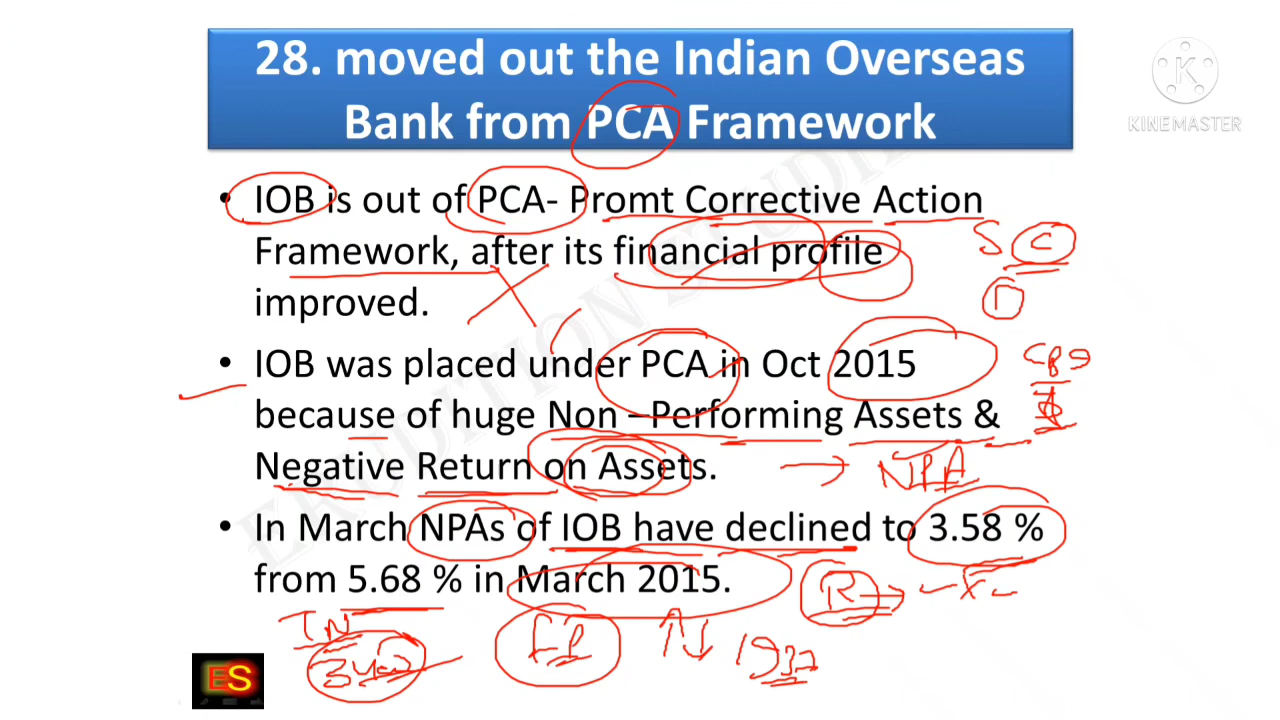 28. moved out the Indian Overseas
Bank from PCA Framework
KINEMASTER
• IOB is out of PCA- Promt Corrective Action
Framework, after its financial profile
improved.
• IOB was placed under PCA in Oct 2015
because of huge Non –Performing Assets &
Negative Return on Assets.
NPA
• In March NPAs of IOB have declined to 3.58 %
from 5.68 % in March 2015.
R
TN
1937
ES
ERUDITION STUDIES